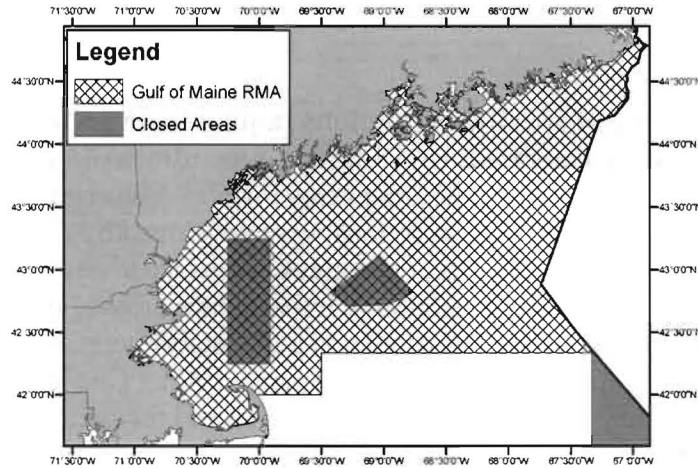 71°30'0"W 71°0'0"W 70°30'0"W 70°0'0"W 69°30'0"W 69°0'0"W 68°30'0"W 68°0'0"W 67°30'0"W 67°0'0"W
Legend
Gulf of Maine RMA
Closed Areas
44°30'0"N 44°30'0"N
44°0'0"N 44°0'0"N
43°30'0"N 43°30'0"N
43°0'0"N 43°0'0"N
42°30'0"N 42°30'0"N
42°0'0"N 42°0'0"N
71°30'0"W 71°0'0"W 70°30'0"W 70°0'0"W 69°30'0"W 69°0'0"W 68°30'0"W 68°0'0"W 67°30'0"W 67°0'0"W